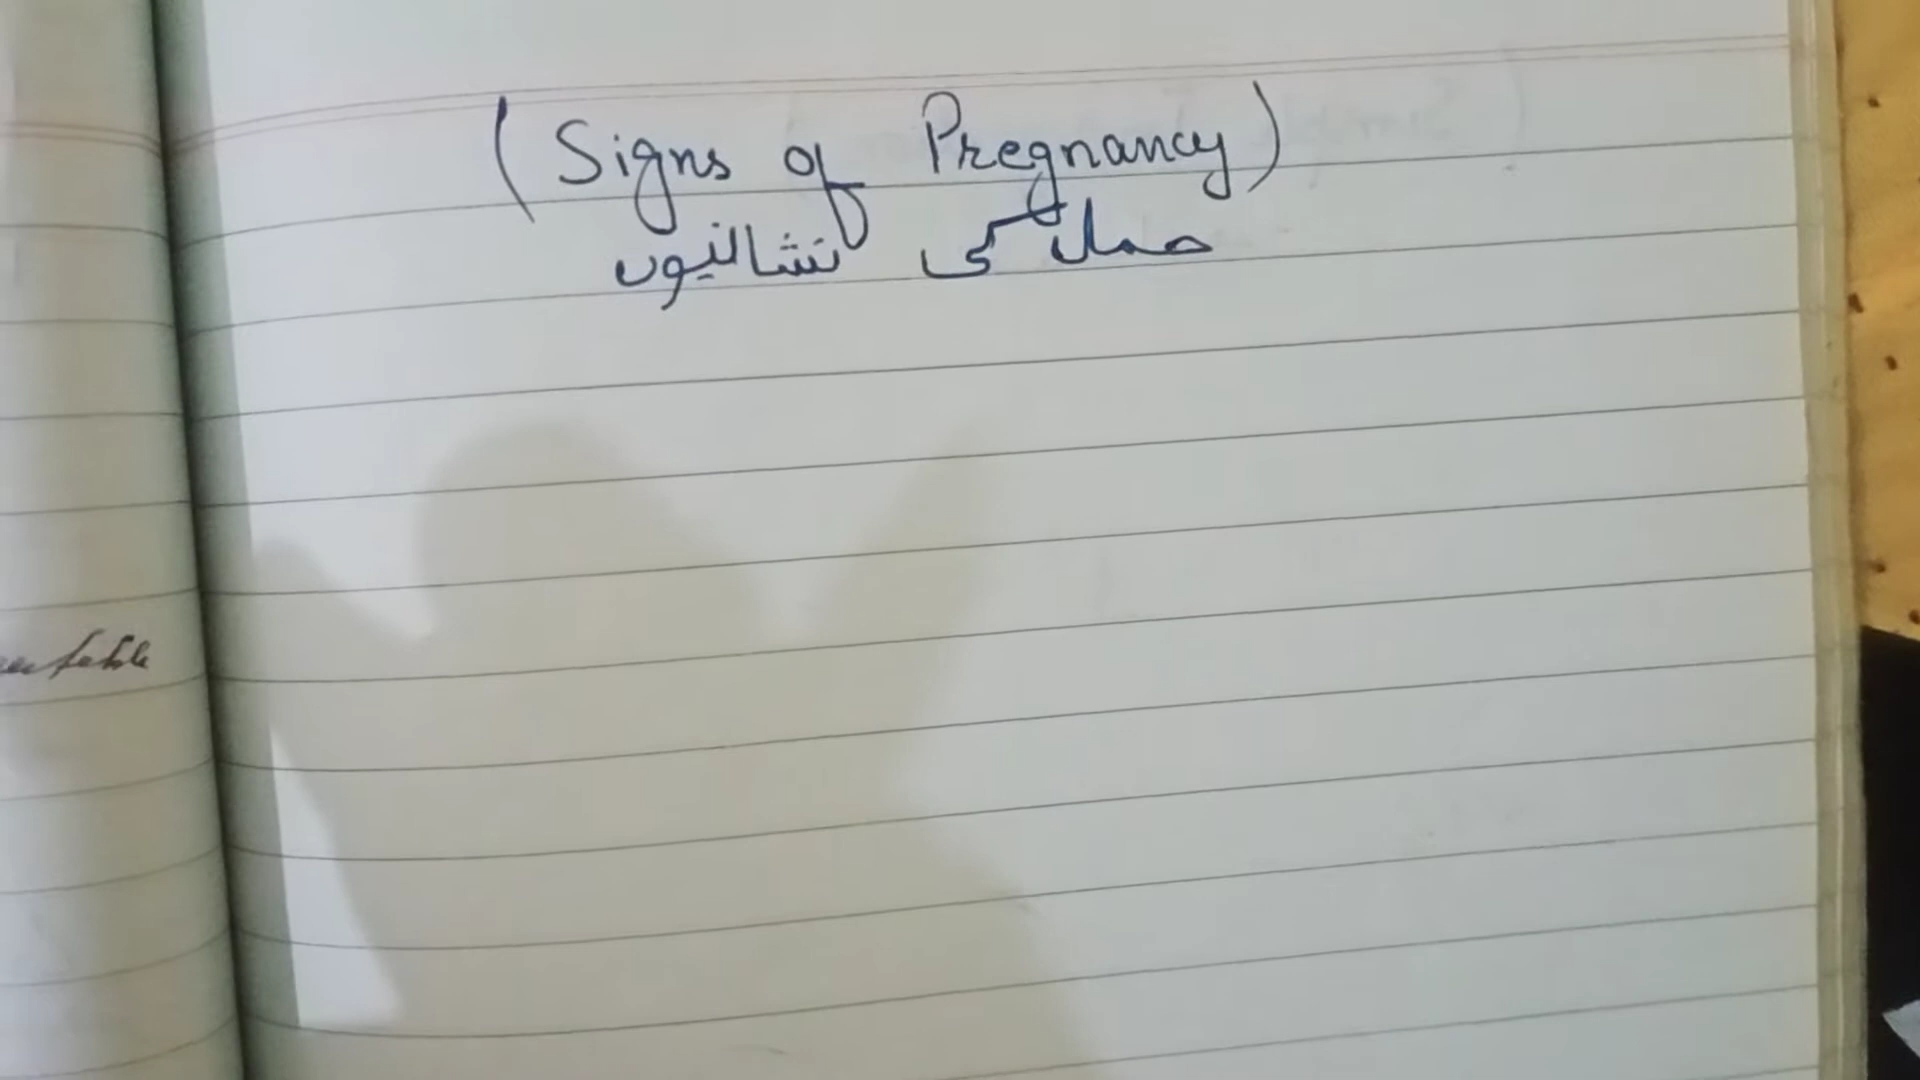 (Signs of Pregnancy)
حمل کی نشانیوں